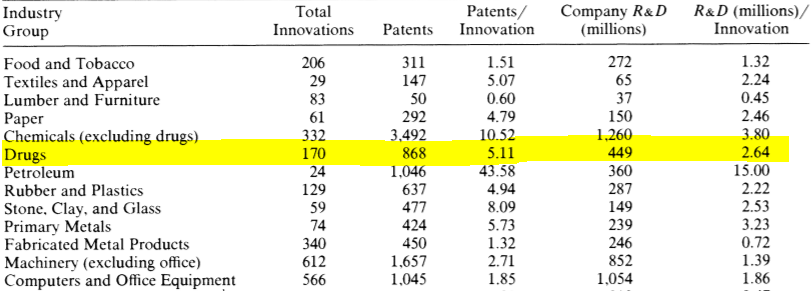 Industry Total Patents/ Company R&D R&D (millions)/
Group Innovations Patents Innovation (millions) Innovation
Food and Tobacco 206 311 1.51 272 1.32
Textiles and Apparel 29 147 5.07 65 2.24
Lumber and Furniture 83 50 0.60 37 0.45
Paper 61 292 4.79 150 2.46
Chemicals (excluding drugs) 332 3,492 10.52 1,260 3.80
Drugs 170 868 5.11 449 2.64
Petroleum 24 1,046 43.58 360 15.00
Rubber and Plastics 129 637 4.94 287 2.22
Stone, Clay, and Glass 59 477 8.09 149 2.53
Primary Metals 74 424 5.73 239 3.23
Fabricated Metal Products 340 450 1.32 246 0.72
Machinery (excluding office) 612 1,657 2.71 852 1.39
Computers and Office Equipment 566 1,045 1.85 1,054 1.86